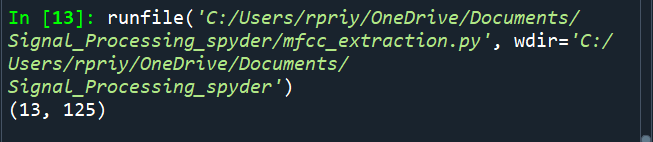 In [13]: runfile('C:/Users/rpriy/OneDrive/Documents/
Signal_Processing_spyder/mfcc_extraction.py', wdir='C:/
Users/rpriy/OneDrive/Documents/
Signal_Processing_spyder')
(13, 125)